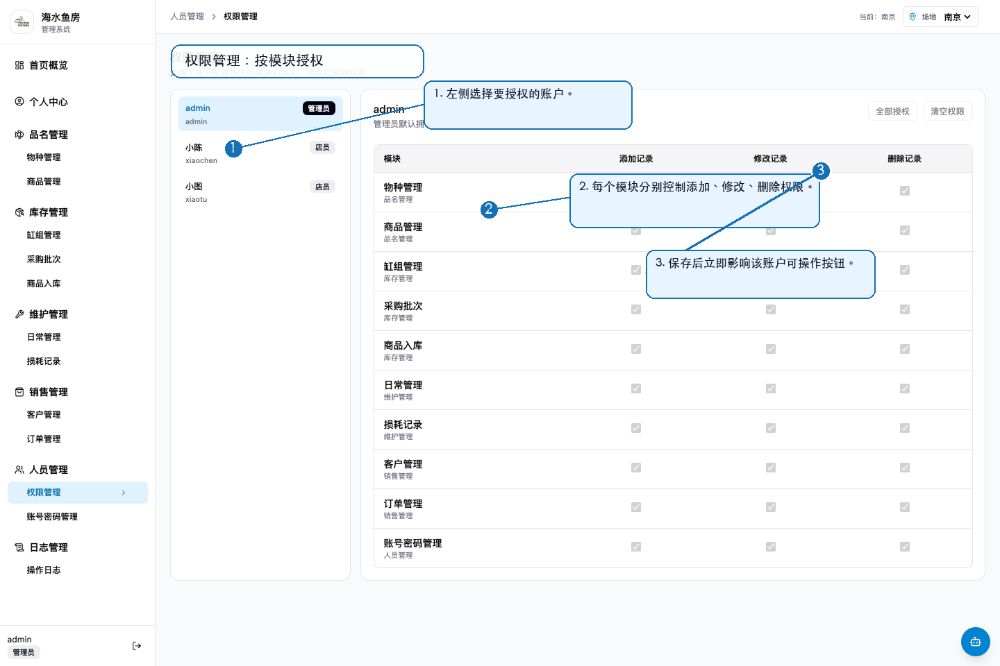 海水鱼房
管理系统
首页概览
个人中心
品名管理
物种管理
商品管理
库存管理
缸组管理
采购批次
商品入库
维护管理
日常管理
损耗记录
销售管理
客户管理
订单管理
人员管理
权限管理
账号密码管理
日志管理
操作日志
admin
管理员
人员管理 > 权限管理
当前：南京
场地 南京
权限管理：按模块授权
1. 左侧选择要授权的账户。
admin 管理员
admin
小陈 店员
xiaochen
1
小图 店员
xiaotu
admin
管理员默认拥
全部授权 清空权限
模块 添加记录 修改记录 删除记录
3
2. 每个模块分别控制添加、修改、删除权限。
2
3. 保存后立即影响该账户可操作按钮。
物种管理
品名管理
商品管理
品名管理
缸组管理
库存管理
采购批次
库存管理
商品入库
库存管理
日常管理
维护管理
损耗记录
维护管理
客户管理
销售管理
订单管理
销售管理
账号密码管理
人员管理